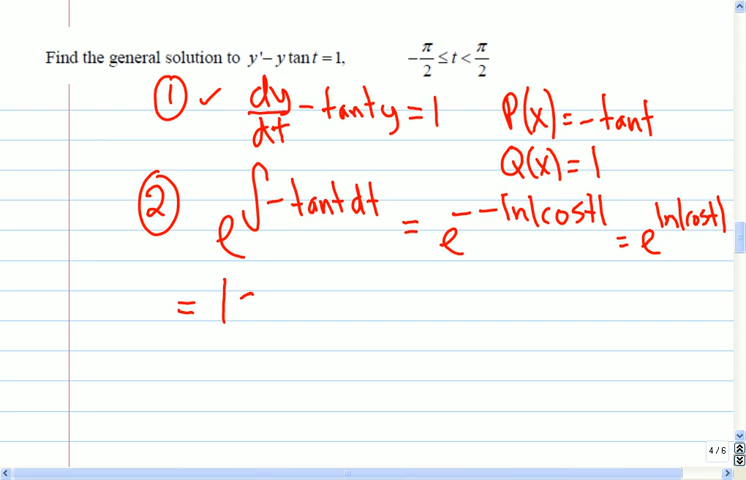 Find the general solution to y'− y tan t = 1, −π/2 ≤ t < π/2
① ✓ dy/dt − tant y = 1 P(x) = −tant
Q(x) = 1
② e^∫−tant dt = e^− −ln|cost| = e^ln|cost|
= |
4 / 6